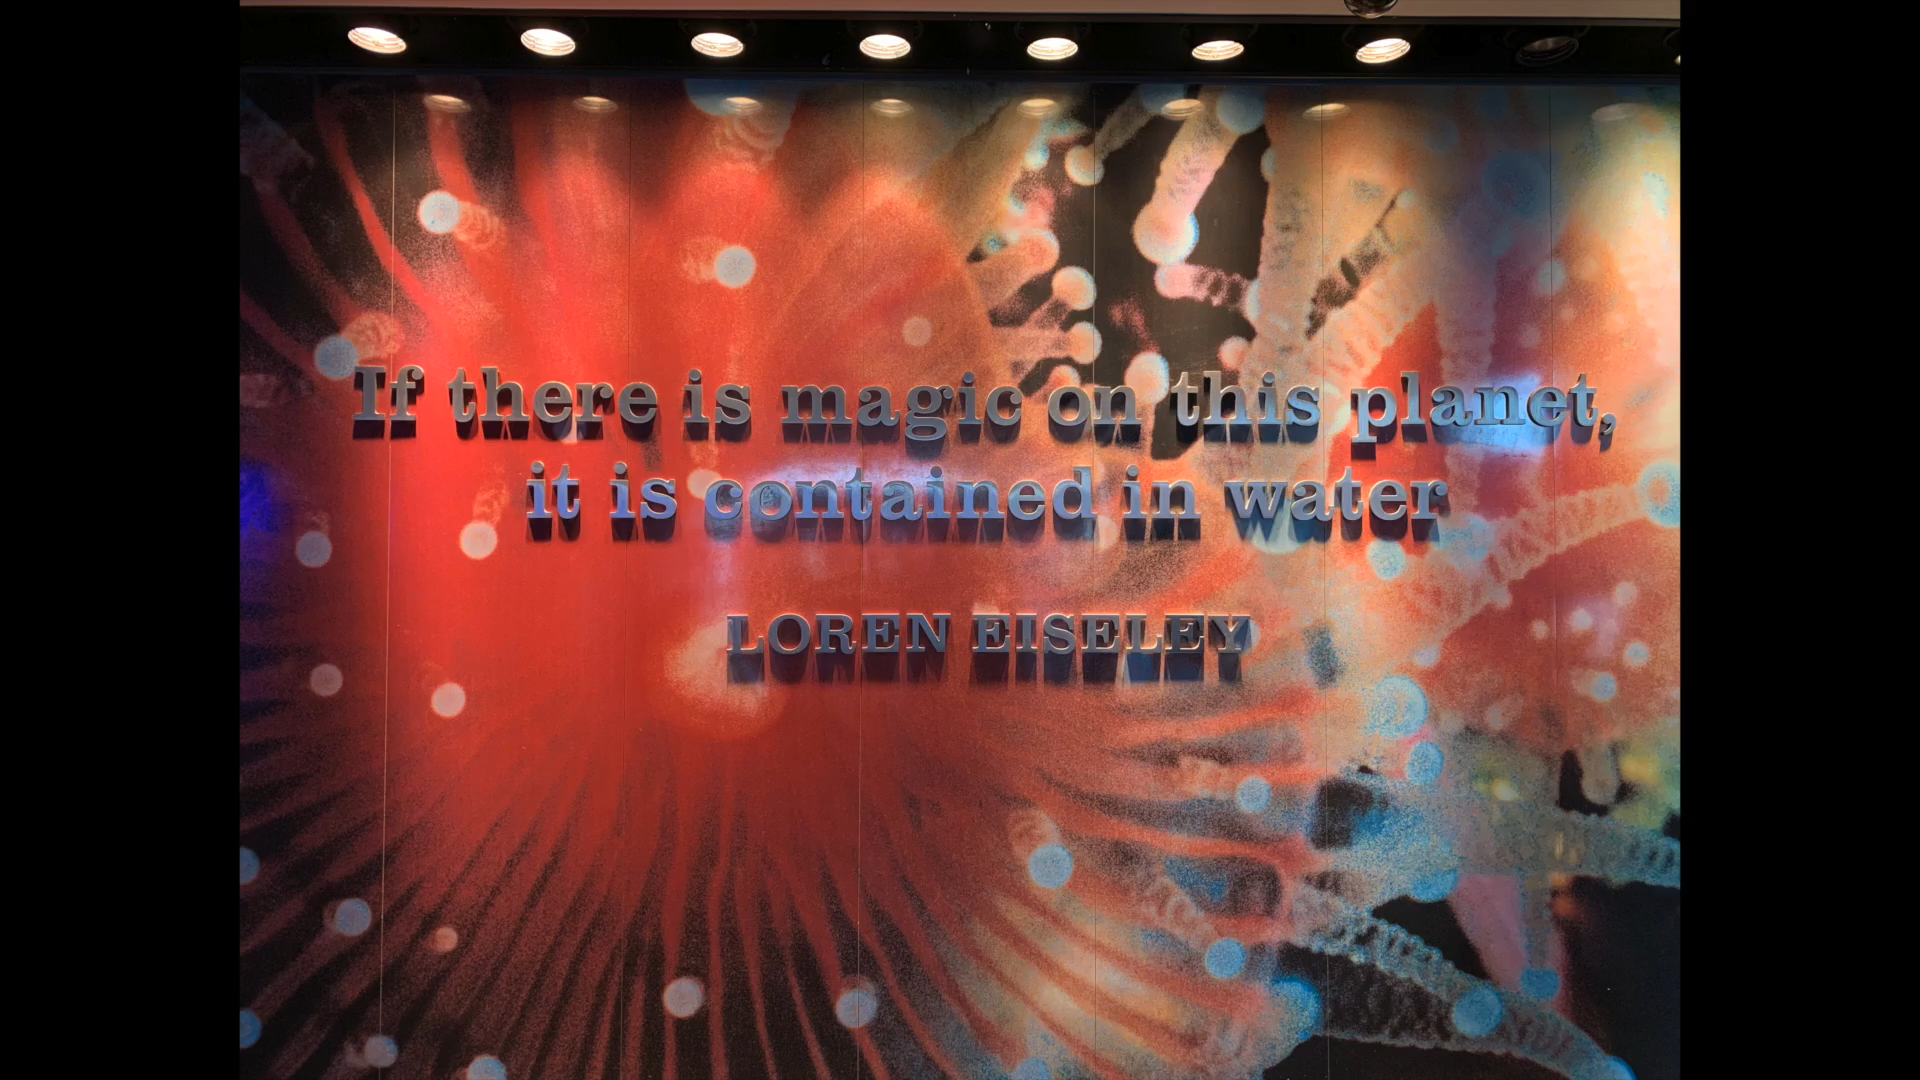 If there is magic on this planet,
it is contained in water
LOREN EISELEY